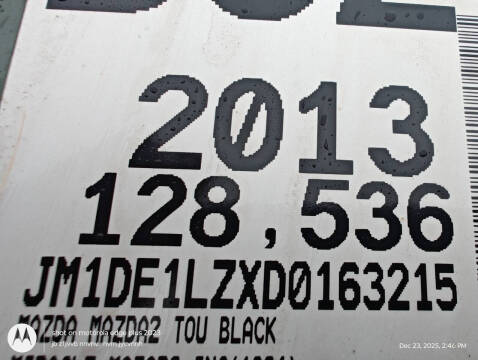 2013
128,536
JM1DE1LZXD0163215
MAZDA MAZDA2 TOU BLACK
shot on motorola edge plus 2023
Dec 23, 2025, 2:44 PM